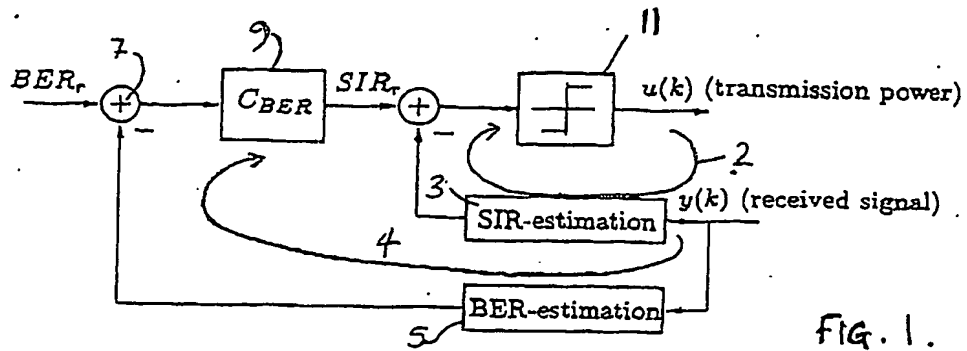 7
9
11
BER_r
+
−
C_BER
SIR_r
+
−
u(k) (transmission power)
2
3
SIR-estimation
y(k) (received signal)
4
BER-estimation
5
FIG. 1.